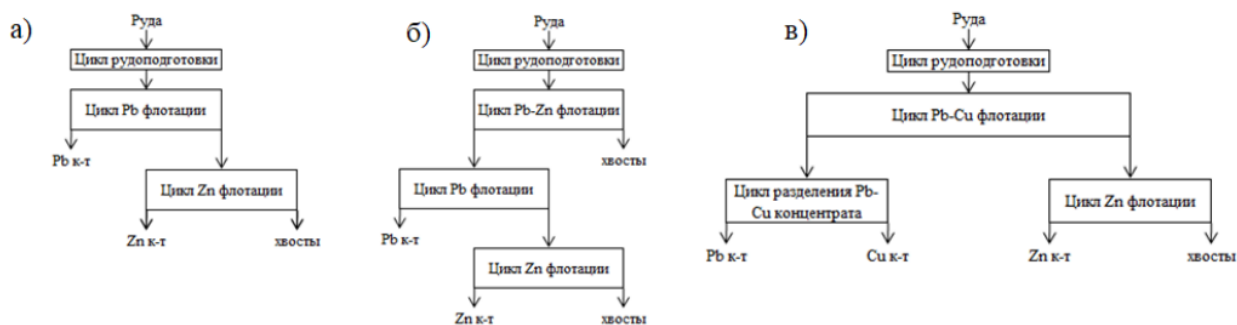 а)
Руда
Цикл рудоподготовки
Цикл Pb флотации
Pb к-т
Цикл Zn флотации
Zn к-т
хвосты
б)
Руда
Цикл рудоподготовки
Цикл Pb-Zn флотации
хвосты
Цикл Pb флотации
Pb к-т
Цикл Zn флотации
Zn к-т
хвосты
в)
Руда
Цикл рудоподготовки
Цикл Pb-Cu флотации
Цикл разделения Pb-
Cu концентрата
Цикл Zn флотации
Pb к-т
Cu к-т
Zn к-т
хвосты